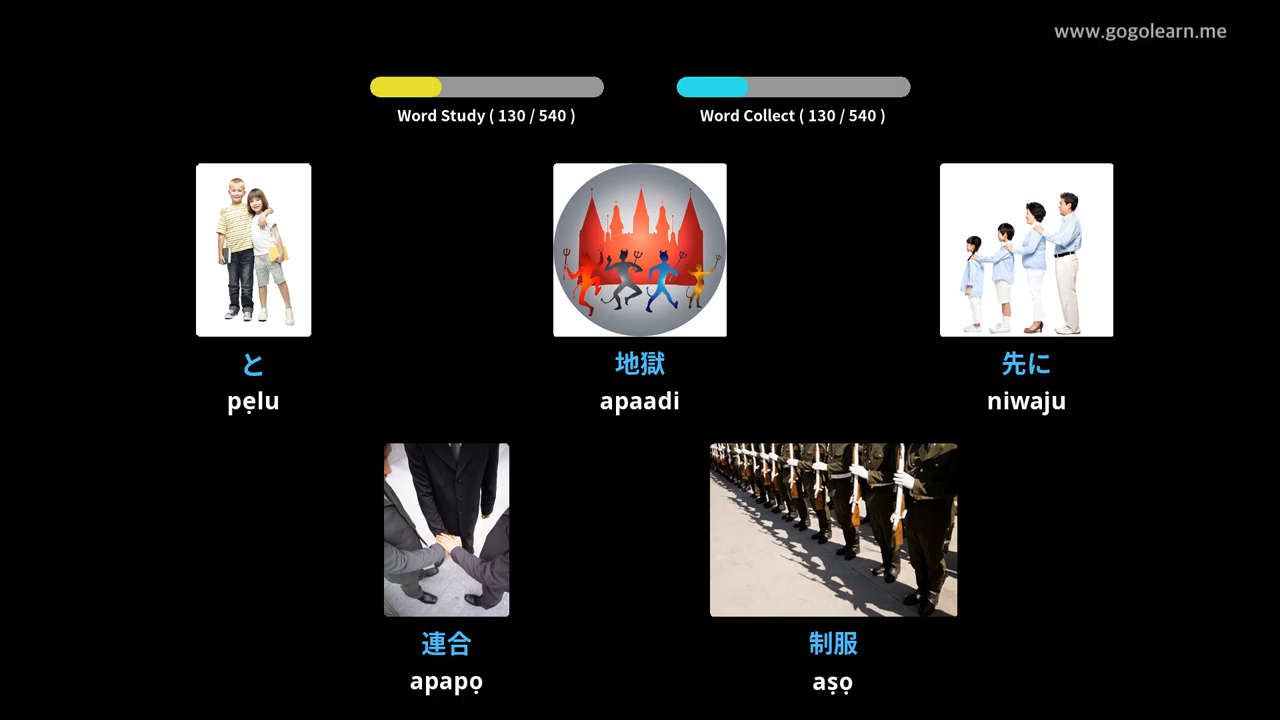 www.gogolearn.me
Word Study ( 130 / 540 )
Word Collect ( 130 / 540 )
と
pẹlu
地獄
apaadi
先に
niwaju
連合
apapọ
制服
aṣọ